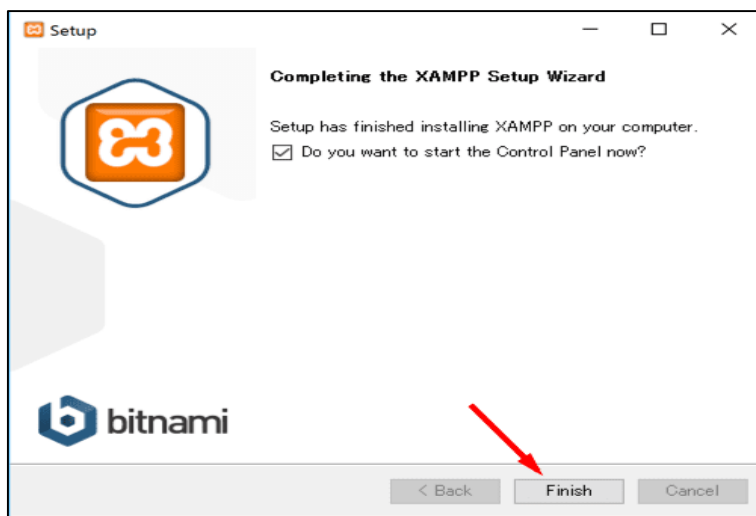 Setup
Completing the XAMPP Setup Wizard
Setup has finished installing XAMPP on your computer.
Do you want to start the Control Panel now?
bitnami
< Back
Finish
Cancel